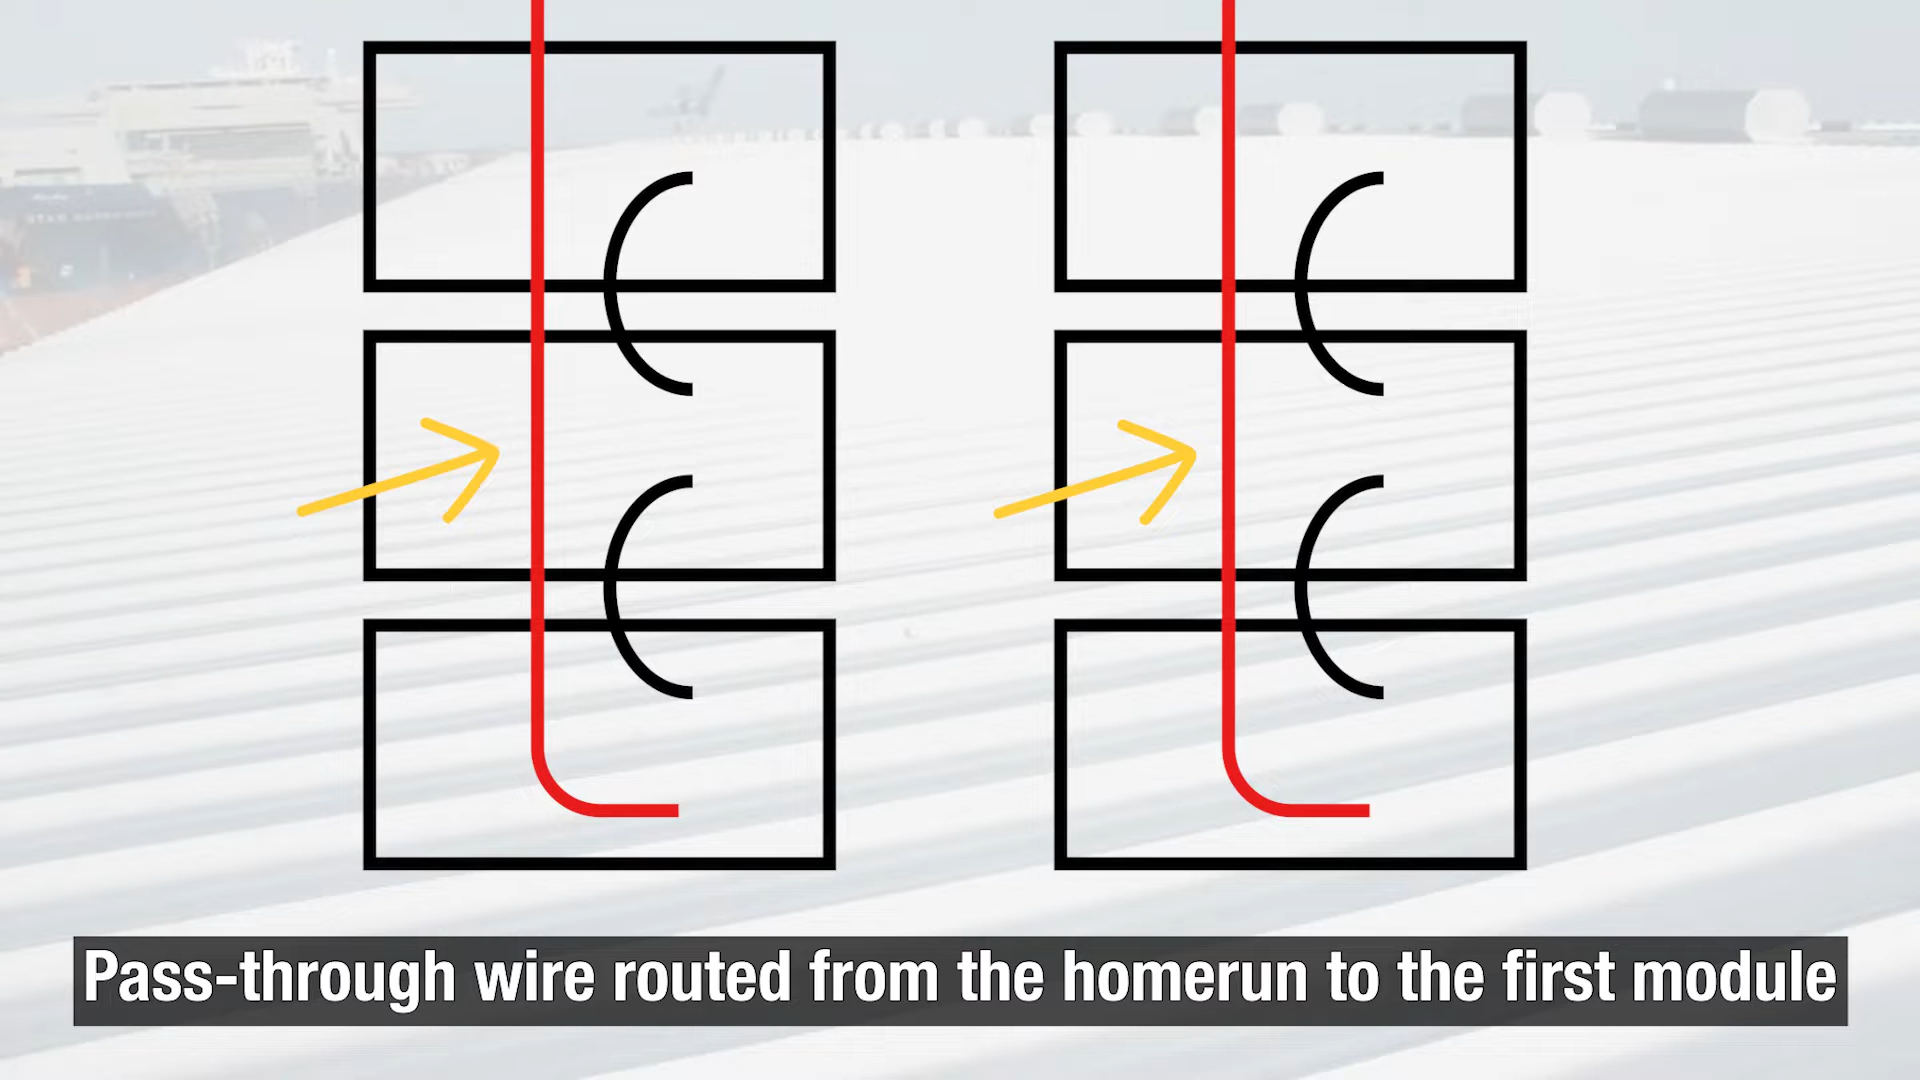 Pass-through wire routed from the homerun to the first module